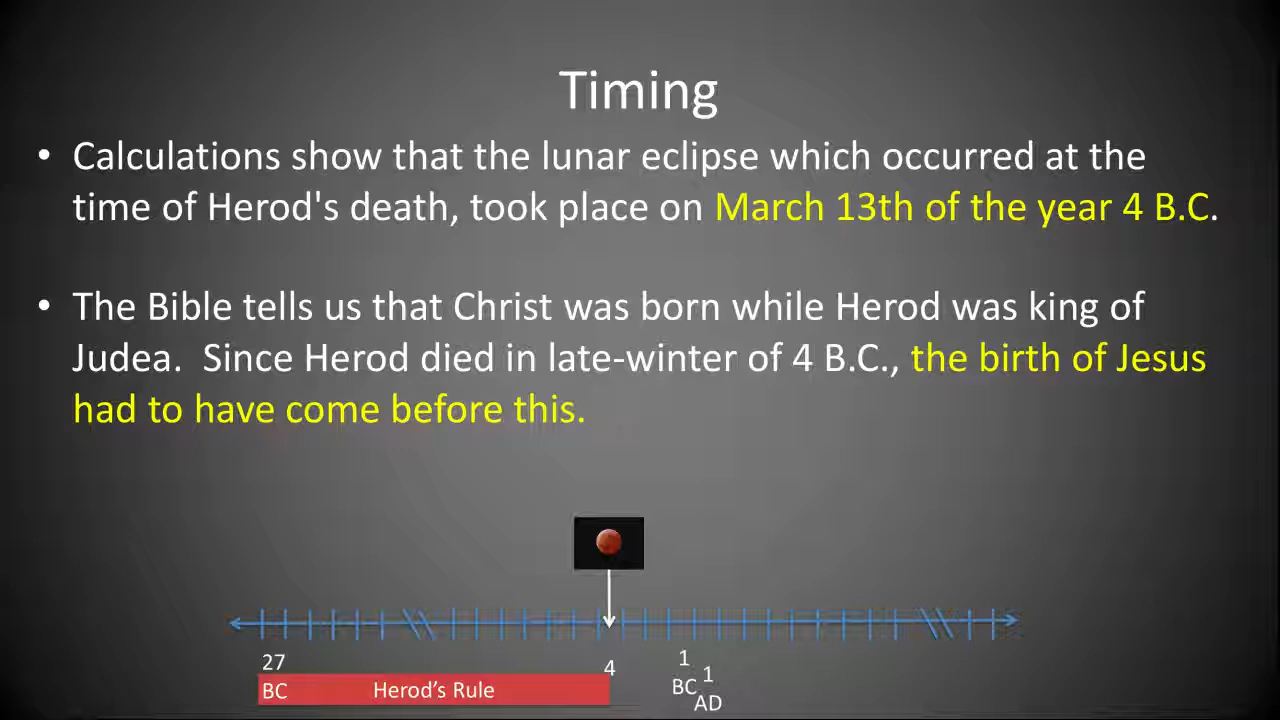 Timing
• Calculations show that the lunar eclipse which occurred at the
time of Herod's death, took place on March 13th of the year 4 B.C.
• The Bible tells us that Christ was born while Herod was king of
Judea.  Since Herod died in late-winter of 4 B.C., the birth of Jesus
had to have come before this.
27
BC
Herod’s Rule
4
1
BC
1
AD